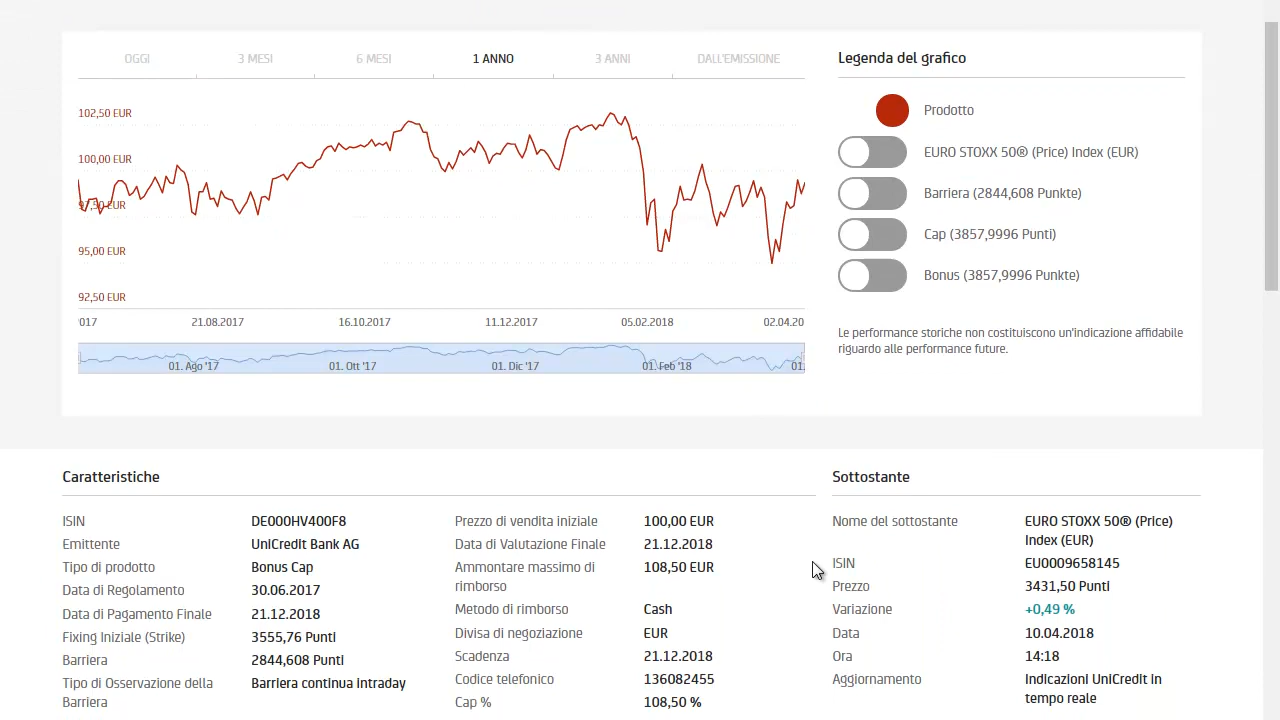 OGGI
3 MESI
6 MESI
1 ANNO
3 ANNI
DALL'EMISSIONE
102,50 EUR
100,00 EUR
97,50 EUR
95,00 EUR
92,50 EUR
017
21.08.2017
16.10.2017
11.12.2017
05.02.2018
02.04.20
01. Ago '17
01. Ott '17
01. Dic '17
01. Feb '18
01.
Legenda del grafico
Prodotto
EURO STOXX 50® (Price) Index (EUR)
Barriera (2844,608 Punkte)
Cap (3857,9996 Punti)
Bonus (3857,9996 Punkte)
Le performance storiche non costituiscono un'indicazione affidabile
riguardo alle performance future.
Caratteristiche
ISIN DE000HV400F8
Emittente UniCredit Bank AG
Tipo di prodotto Bonus Cap
Data di Regolamento 30.06.2017
Data di Pagamento Finale 21.12.2018
Fixing Iniziale (Strike) 3555,76 Punti
Barriera 2844,608 Punti
Tipo di Osservazione della Barriera continua intraday
Barriera
Prezzo di vendita iniziale 100,00 EUR
Data di Valutazione Finale 21.12.2018
Ammontare massimo di 108,50 EUR
rimborso
Metodo di rimborso Cash
Divisa di negoziazione EUR
Scadenza 21.12.2018
Codice telefonico 136082455
Cap % 108,50 %
Sottostante
Nome del sottostante EURO STOXX 50® (Price)
Index (EUR)
ISIN EU0009658145
Prezzo 3431,50 Punti
Variazione +0,49 %
Data 10.04.2018
Ora 14:18
Aggiornamento Indicazioni UniCredit in
tempo reale